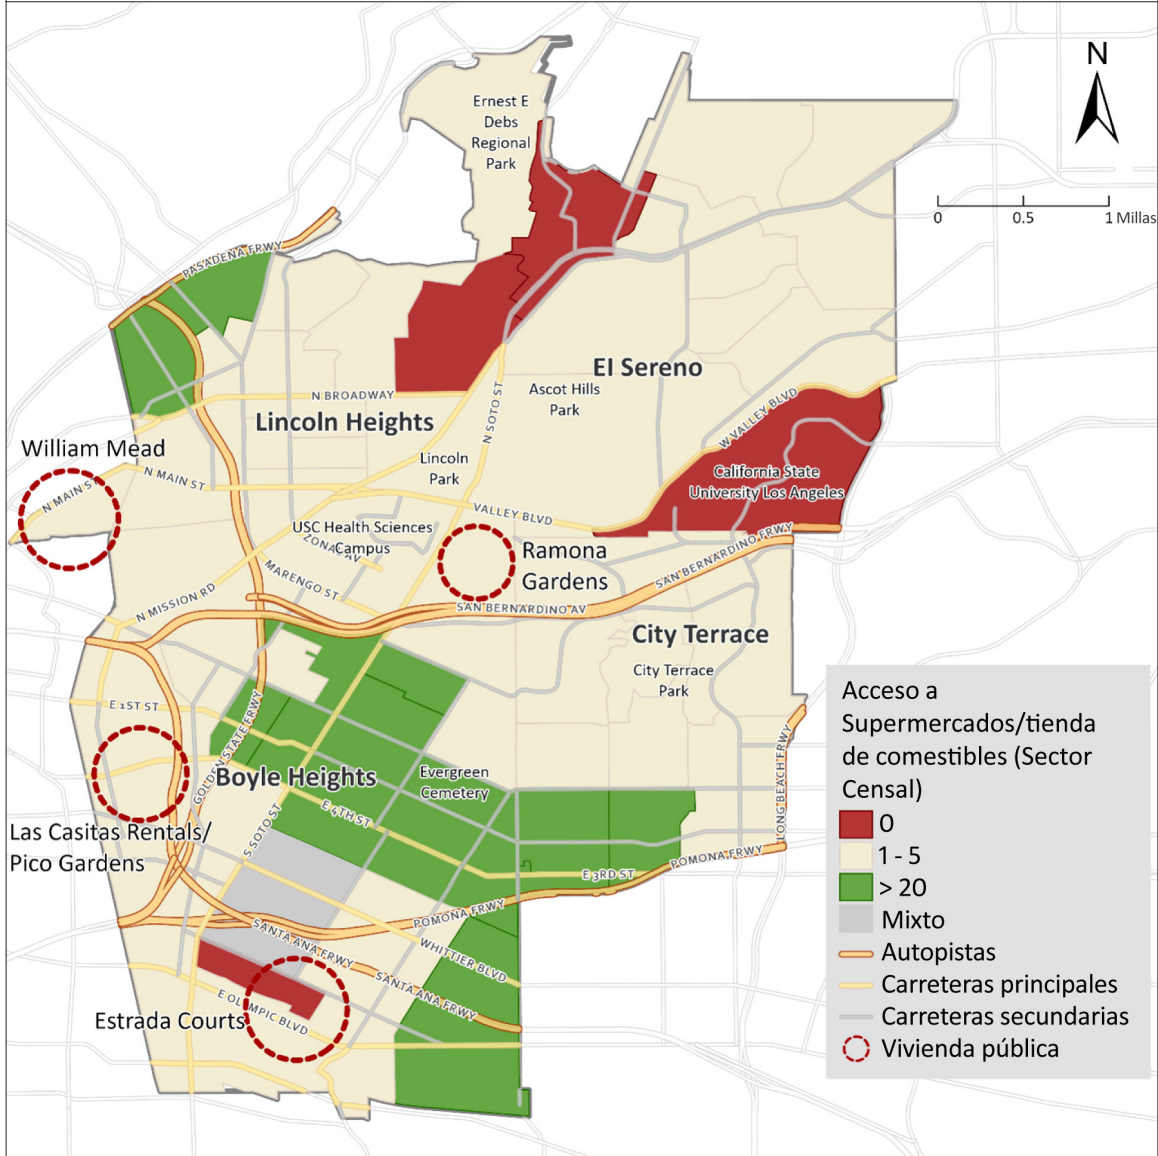 Ernest E
Debs
Regional
Park
N
0 0.5 1 Millas
PASADENA FRWY
El Sereno
Ascot Hills
Park
N BROADWAY
N SOTO ST
Lincoln Heights
W VALLEY BLVD
William Mead
Lincoln
Park
California State
University Los Angeles
N MAIN ST
N MAIN ST
VALLEY BLVD
USC Health Sciences
Campus
ZONAL AV
Ramona
Gardens
SAN BERNARDINO FRWY
MARENGO ST
N MISSION RD
SAN BERNARDINO AV
City Terrace
City Terrace
Park
E 1ST ST
GOLDEN STATE FRWY
Boyle Heights
Evergreen
Cemetery
LONG BEACH FRWY
E 4TH ST
S SOTO ST
Las Casitas Rentals/
Pico Gardens
POMONA FRWY
E 3RD ST
POMONA FRWY
WHITTIER BLVD
SANTA ANA FRWY
SANTA ANA FRWY
E OLYMPIC BLVD
Estrada Courts
Acceso a
Supermercados/tienda
de comestibles (Sector
Censal)
0
1 - 5
> 20
Mixto
Autopistas
Carreteras principales
Carreteras secundarias
Vivienda pública